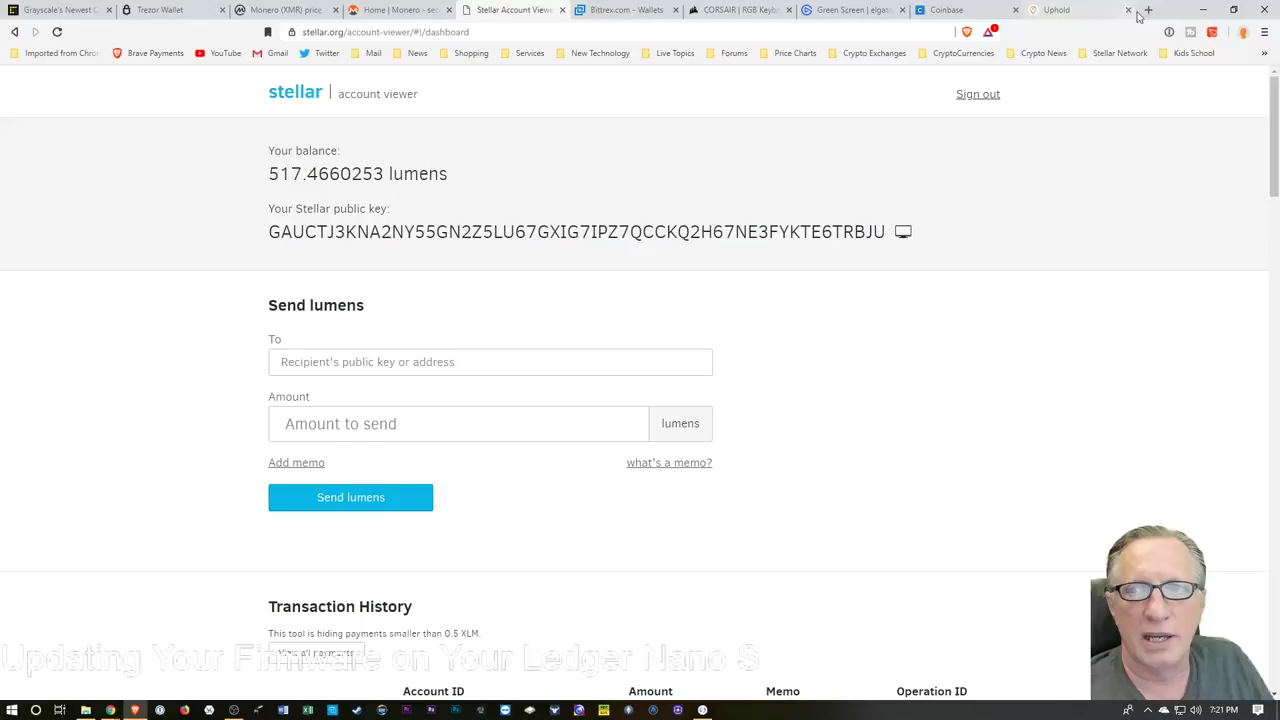 Grayscale's Newest C
Trezor Wallet
Monero (XMR) price,
Home | Monero - sec
Stellar Account View
Bittrex.com - Wallets
CORSAIR | RGB Keyb
Green Screen | elgat
Coinbase
Uphold
stellar.org/account-viewer/#!/dashboard
Imported from Chro
Brave Payments
YouTube
Gmail
Twitter
Mail
News
Shopping
Services
New Technology
Live Topics
Forums
Price Charts
Crypto Exchanges
CryptoCurrencies
Crypto News
Stellar Network
Kids School
stellar | account viewer
Sign out
Your balance:
517.4660253 lumens
Your Stellar public key:
GAUCTJ3KNA2NY55GN2Z5LU67GXIG7IPZ7QCCKQ2H67NE3FYKTE6TRBJU
Send lumens
To
Recipient's public key or address
Amount
Amount to send
lumens
Add memo
what's a memo?
Send lumens
Transaction History
This tool is hiding payments smaller than 0.5 XLM.
Updating Your Firmware on Your Ledger Nano S
Account ID
Amount
Memo
Operation ID
7:21 PM